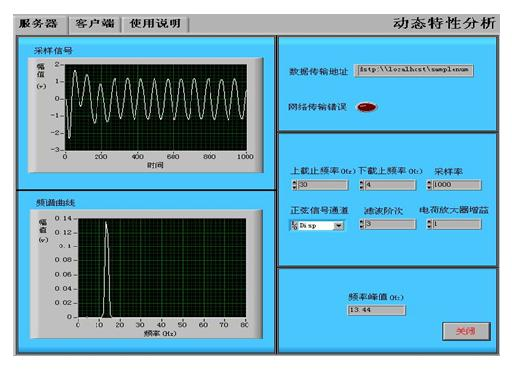 服务器 客户端 使用说明 动态特性分析
采样信号
幅值(v)
2
1
0
-1
-2
-3
0 200 400 600 800 1000
时间
频谱曲线
幅值(v)
0.14
0.12
0.1
0.08
0.06
0.04
0.02
0
0 10 20 30 40 50 60 70 80
频率(Hz)
数据传输地址
网络传输错误
上截止频率(Hz) 下截止频率(Hz) 采样率
30 4 1000
正弦信号通道 滤波阶次 电荷放大器增益
Disp 3 1
频率峰值(Hz)
13.44
关闭